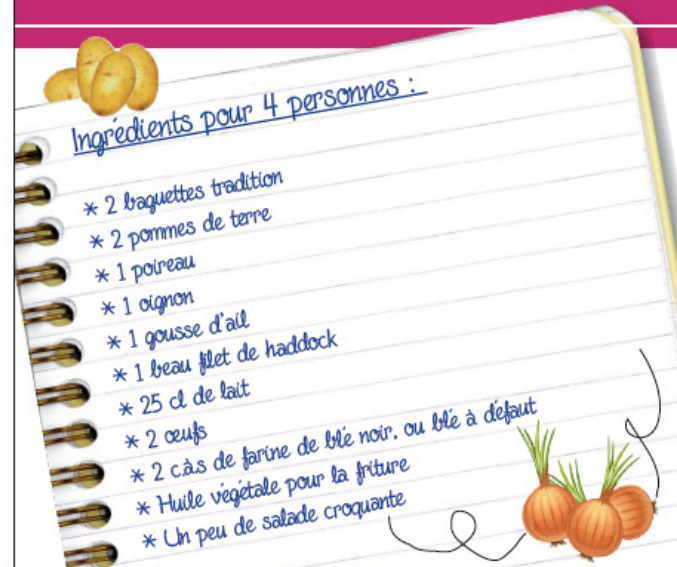 Ingrédients pour 4 personnes :
* 2 baguettes tradition
* 2 pommes de terre
* 1 poireau
* 1 oignon
* 1 gousse d'ail
* 1 beau filet de haddock
* 25 cl de lait
* 2 œufs
* 2 càs de farine de blé noir, ou blé à défaut
* Huile végétale pour la friture
* Un peu de salade croquante